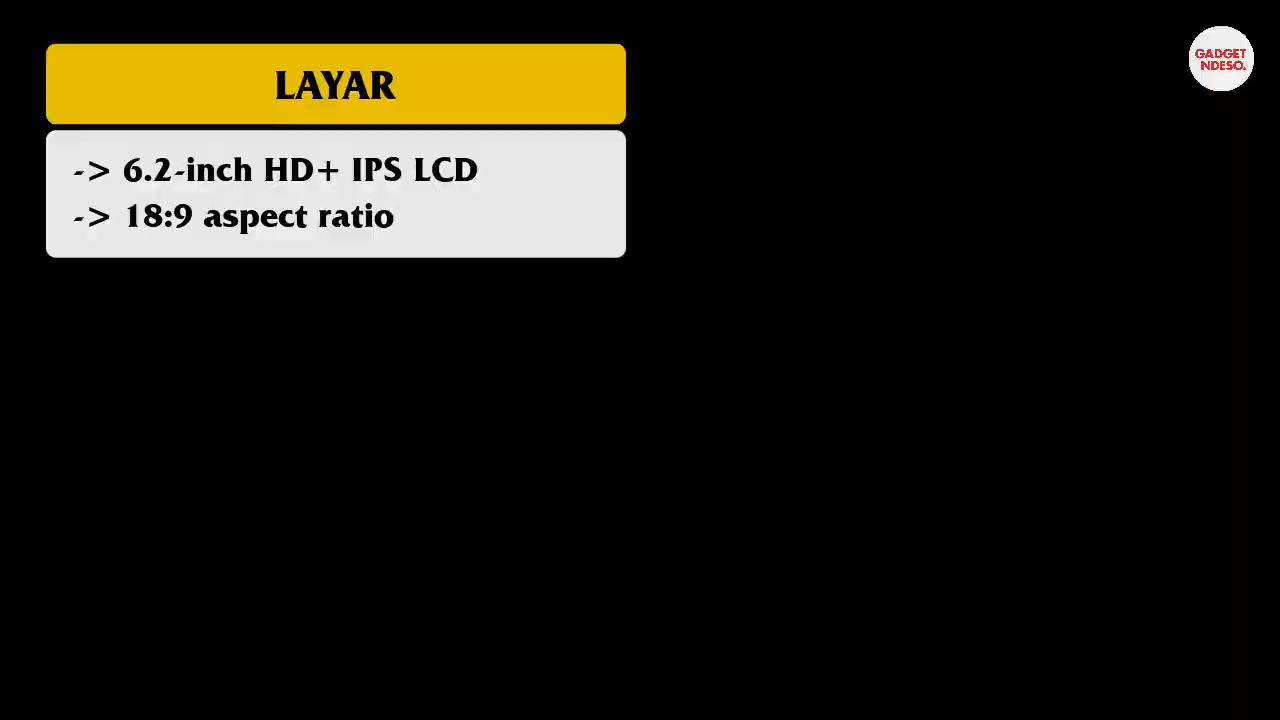 LAYAR
-> 6.2-inch HD+ IPS LCD
-> 18:9 aspect ratio
GADGET
NDESO.